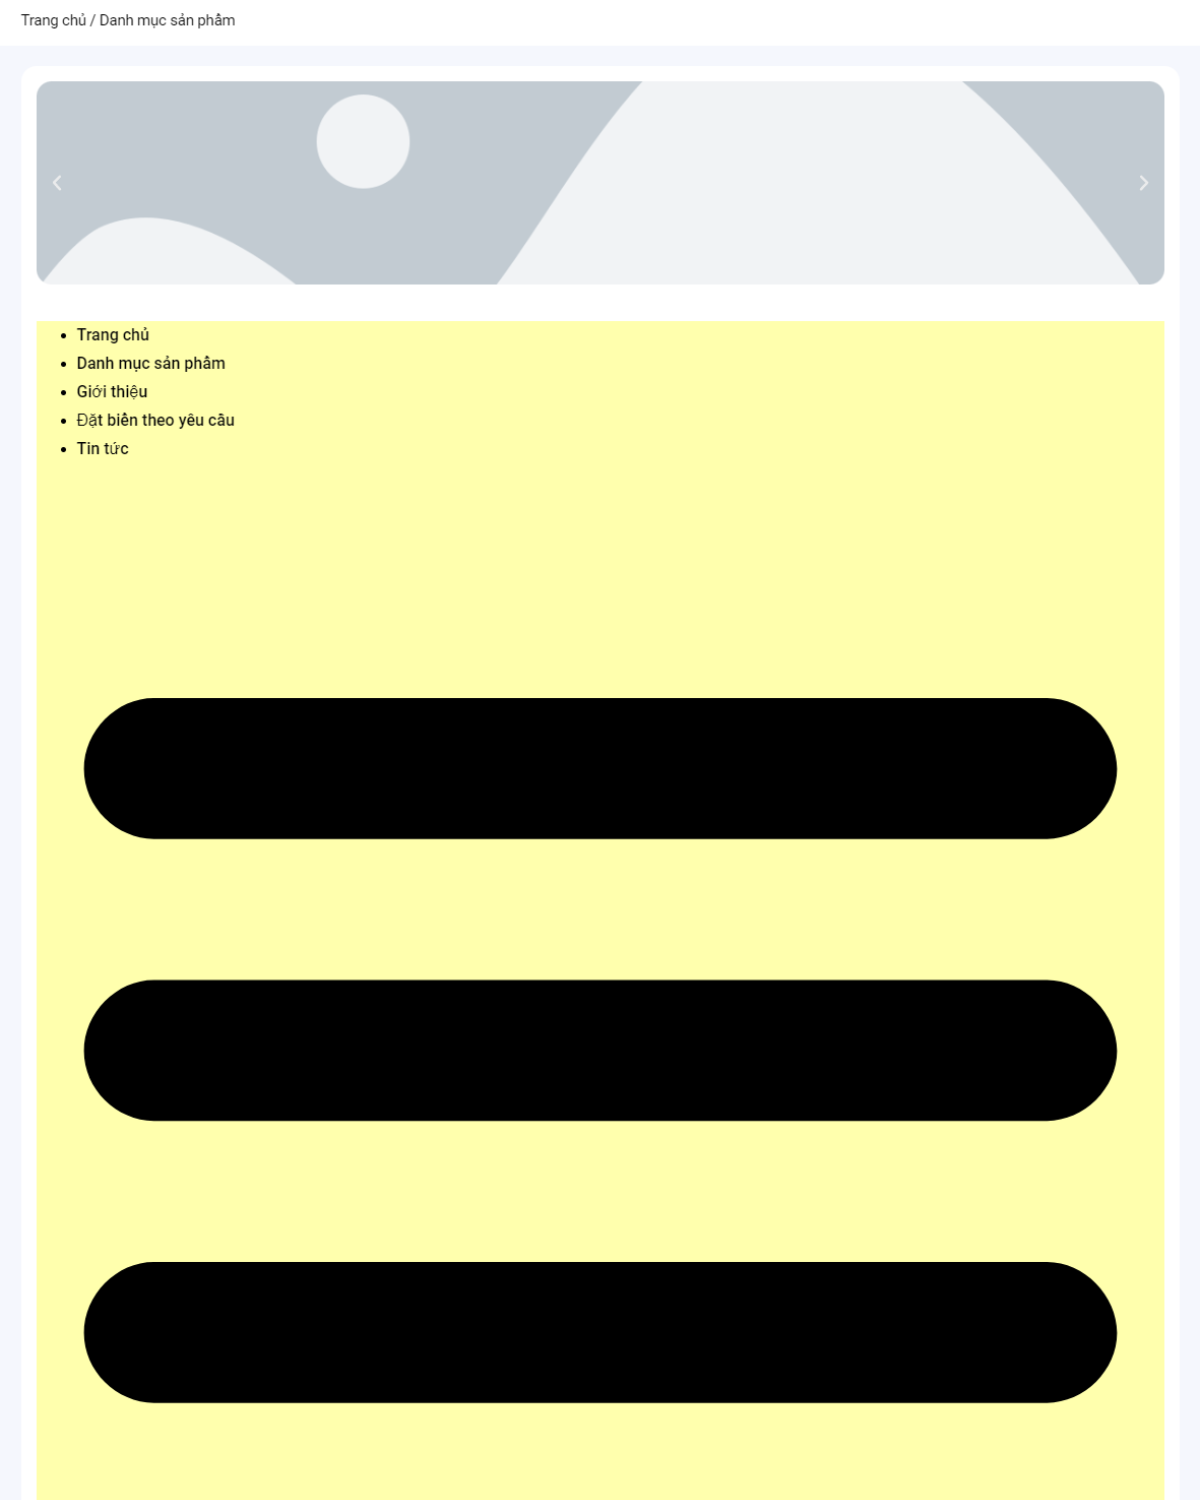 Trang chủ / Danh mục sản phẩm
Trang chủ
Danh mục sản phẩm
Giới thiệu
Đặt biển theo yêu cầu
Tin tức